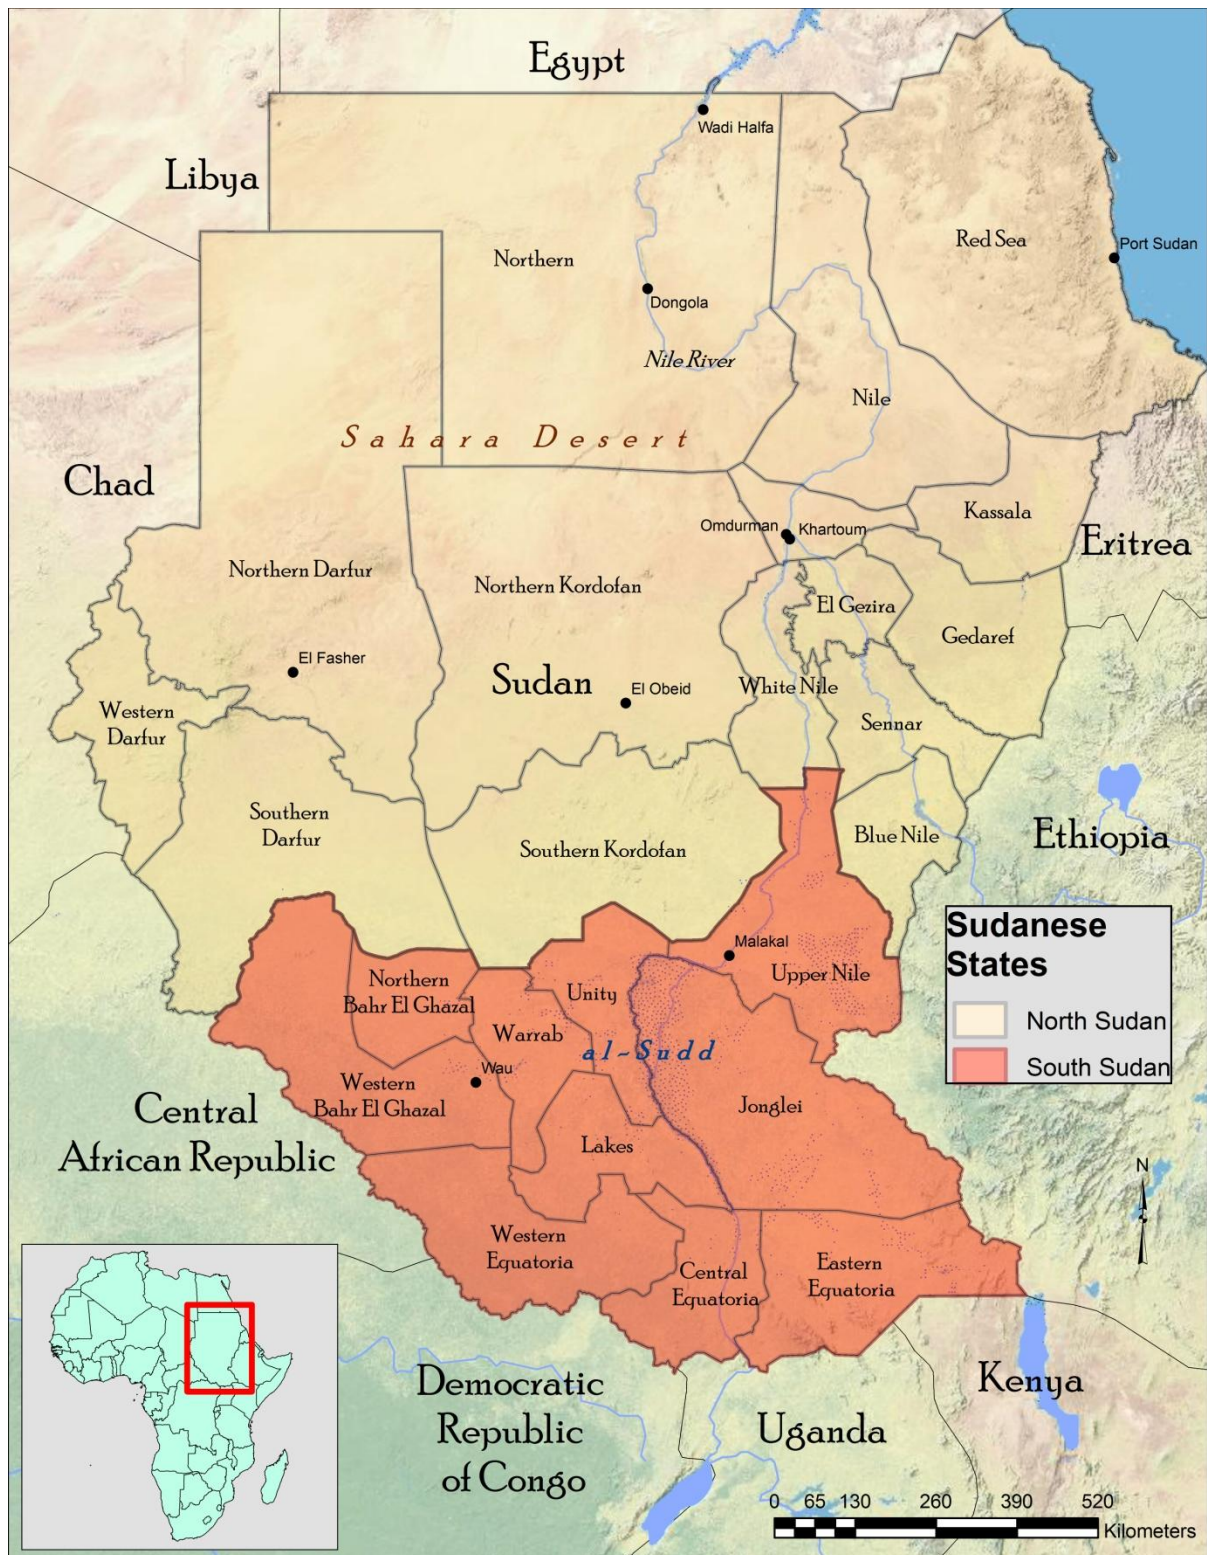 Egypt
Wadi Halfa
Libya
Red Sea
Port Sudan
Northern
Dongola
Nile River
Nile
Sahara Desert
Chad
Kassala
Omdurman
Khartoum
Eritrea
Northern Darfur
Northern Kordofan
El Gezira
Gedaref
El Fasher
Sudan
El Obeid
White Nile
Western
Darfur
Sennar
Southern
Darfur
Southern Kordofan
Blue Nile
Ethiopia
Sudanese
States
North Sudan
South Sudan
Malakal
Upper Nile
Northern
Bahr El Ghazal
Unity
Warrab
al-Sudd
Wau
Western
Bahr El Ghazal
Jonglei
Central
African Republic
Lakes
N
Western
Equatoria
Central
Equatoria
Eastern
Equatoria
Democratic
Republic
of Congo
Uganda
Kenya
0 65 130 260 390 520
Kilometers